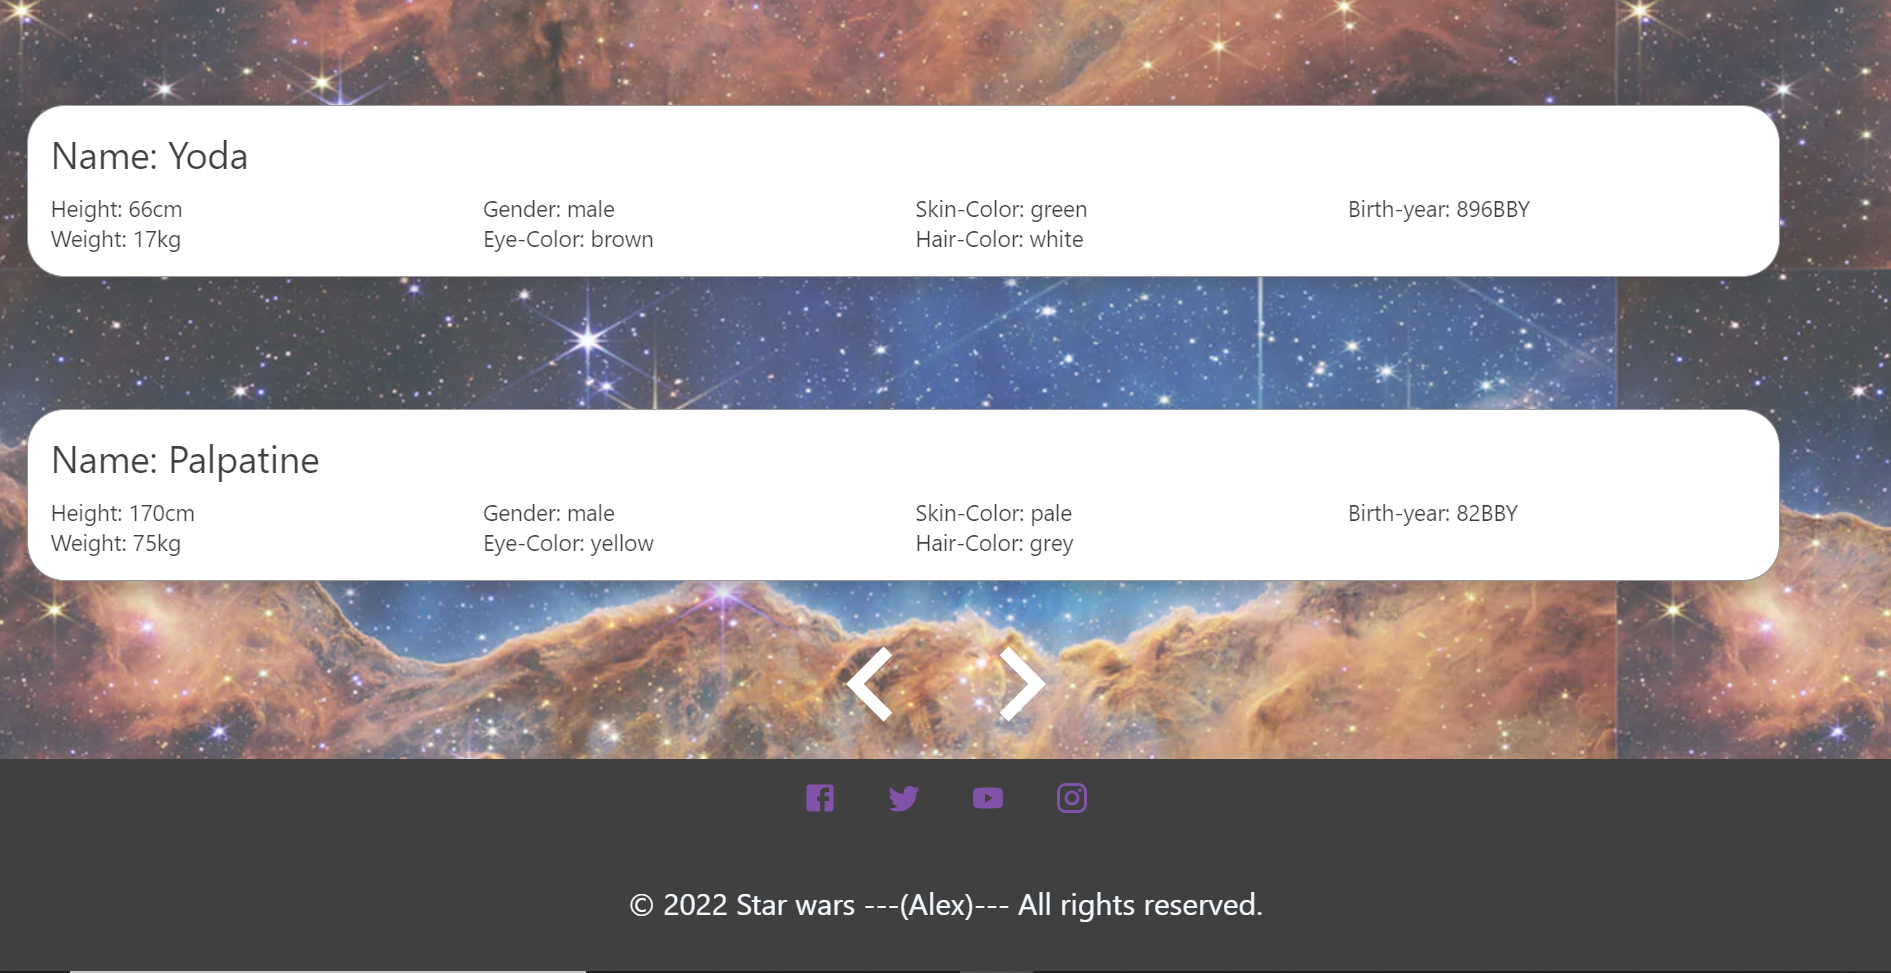 Name: Yoda
Height: 66cm
Weight: 17kg
Gender: male
Eye-Color: brown
Skin-Color: green
Hair-Color: white
Birth-year: 896BBY
Name: Palpatine
Height: 170cm
Weight: 75kg
Gender: male
Eye-Color: yellow
Skin-Color: pale
Hair-Color: grey
Birth-year: 82BBY
© 2022 Star wars ---(Alex)--- All rights reserved.